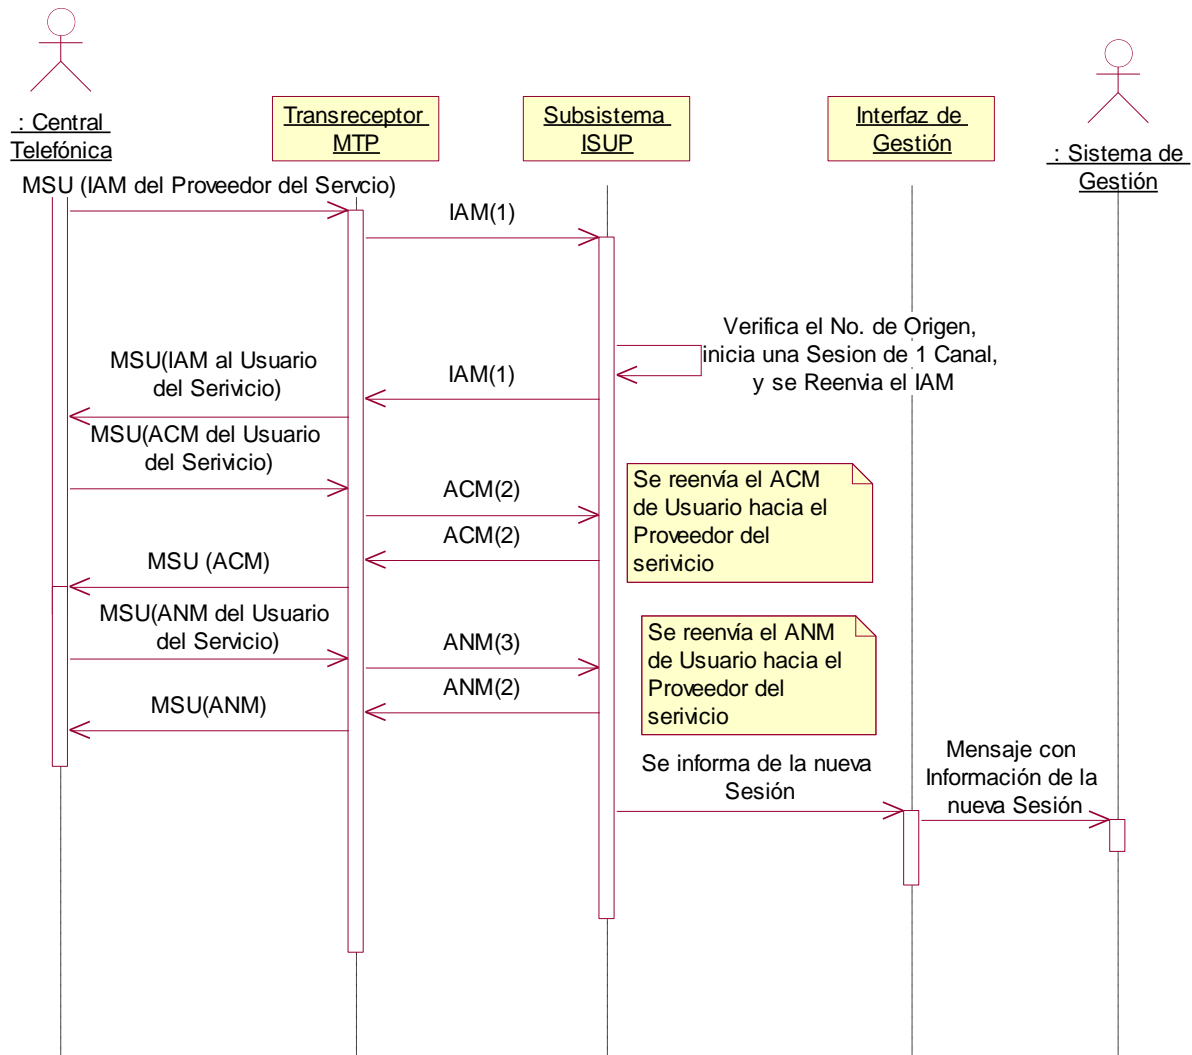 : Central
Telefónica
Transreceptor
MTP
Subsistema
ISUP
Interfaz de
Gestión
: Sistema de
Gestión
MSU (IAM del Proveedor del Servcio)
IAM(1)
Verifica el No. de Origen,
inicia una Sesion de 1 Canal,
y se Reenvia el IAM
MSU(IAM al Usuario
del Serivicio)
IAM(1)
MSU(ACM del Usuario
del Serivicio)
ACM(2)
Se reenvía el ACM
de Usuario hacia el
Proveedor del
serivicio
ACM(2)
MSU (ACM)
MSU(ANM del Usuario
del Servicio)
ANM(3)
Se reenvía el ANM
de Usuario hacia el
Proveedor del
serivicio
ANM(2)
MSU(ANM)
Se informa de la nueva
Sesión
Mensaje con
Información de la
nueva Sesión